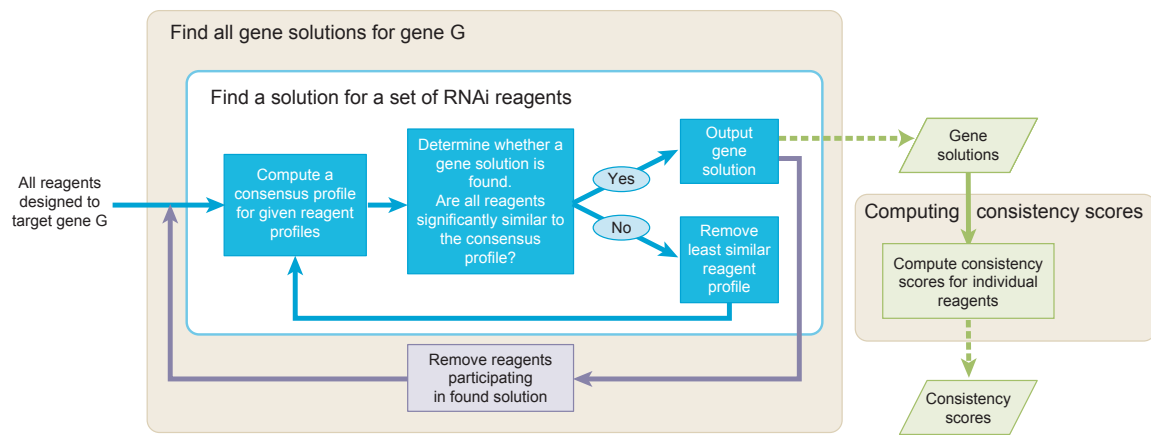 Find all gene solutions for gene G
Find a solution for a set of RNAi reagents
All reagents
designed to
target gene G
Compute a
consensus profile
for given reagent
profiles
Determine whether a
gene solution is
found.
Are all reagents
significantly similar to
the consensus
profile?
Yes
No
Output
gene
solution
Remove
least similar
reagent
profile
Remove reagents
participating
in found solution
Gene
solutions
Computing consistency scores
Compute consistency
scores for individual
reagents
Consistency
scores